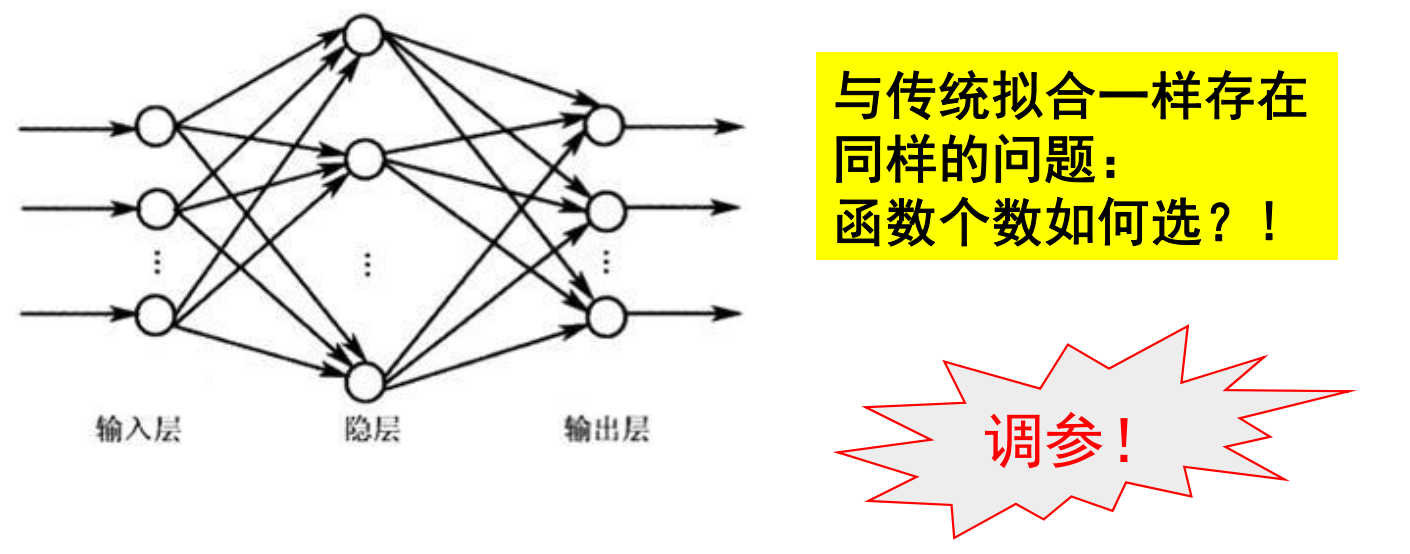 与传统拟合一样存在
同样的问题：
函数个数如何选？！
调参！
输入层
隐层
输出层